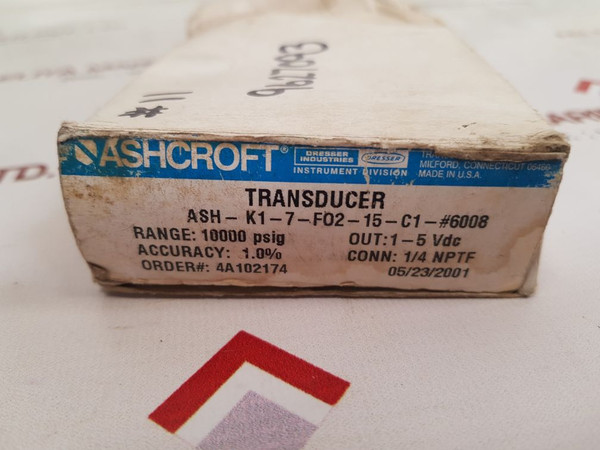 # 11
9627093
ASHCROFT®
DRESSER INDUSTRIES
DRESSER
INSTRUMENT DIVISION
MILFORD, CONNECTICUT
MADE IN U.S.A.
TRANSDUCER
ASH - K1 - 7 - F02 - 15 - C1 - #6008
RANGE: 10000 psig
OUT: 1 - 5 Vdc
ACCURACY: 1.0%
CONN: 1/4 NPTF
ORDER#: 4A102174
05/23/2001